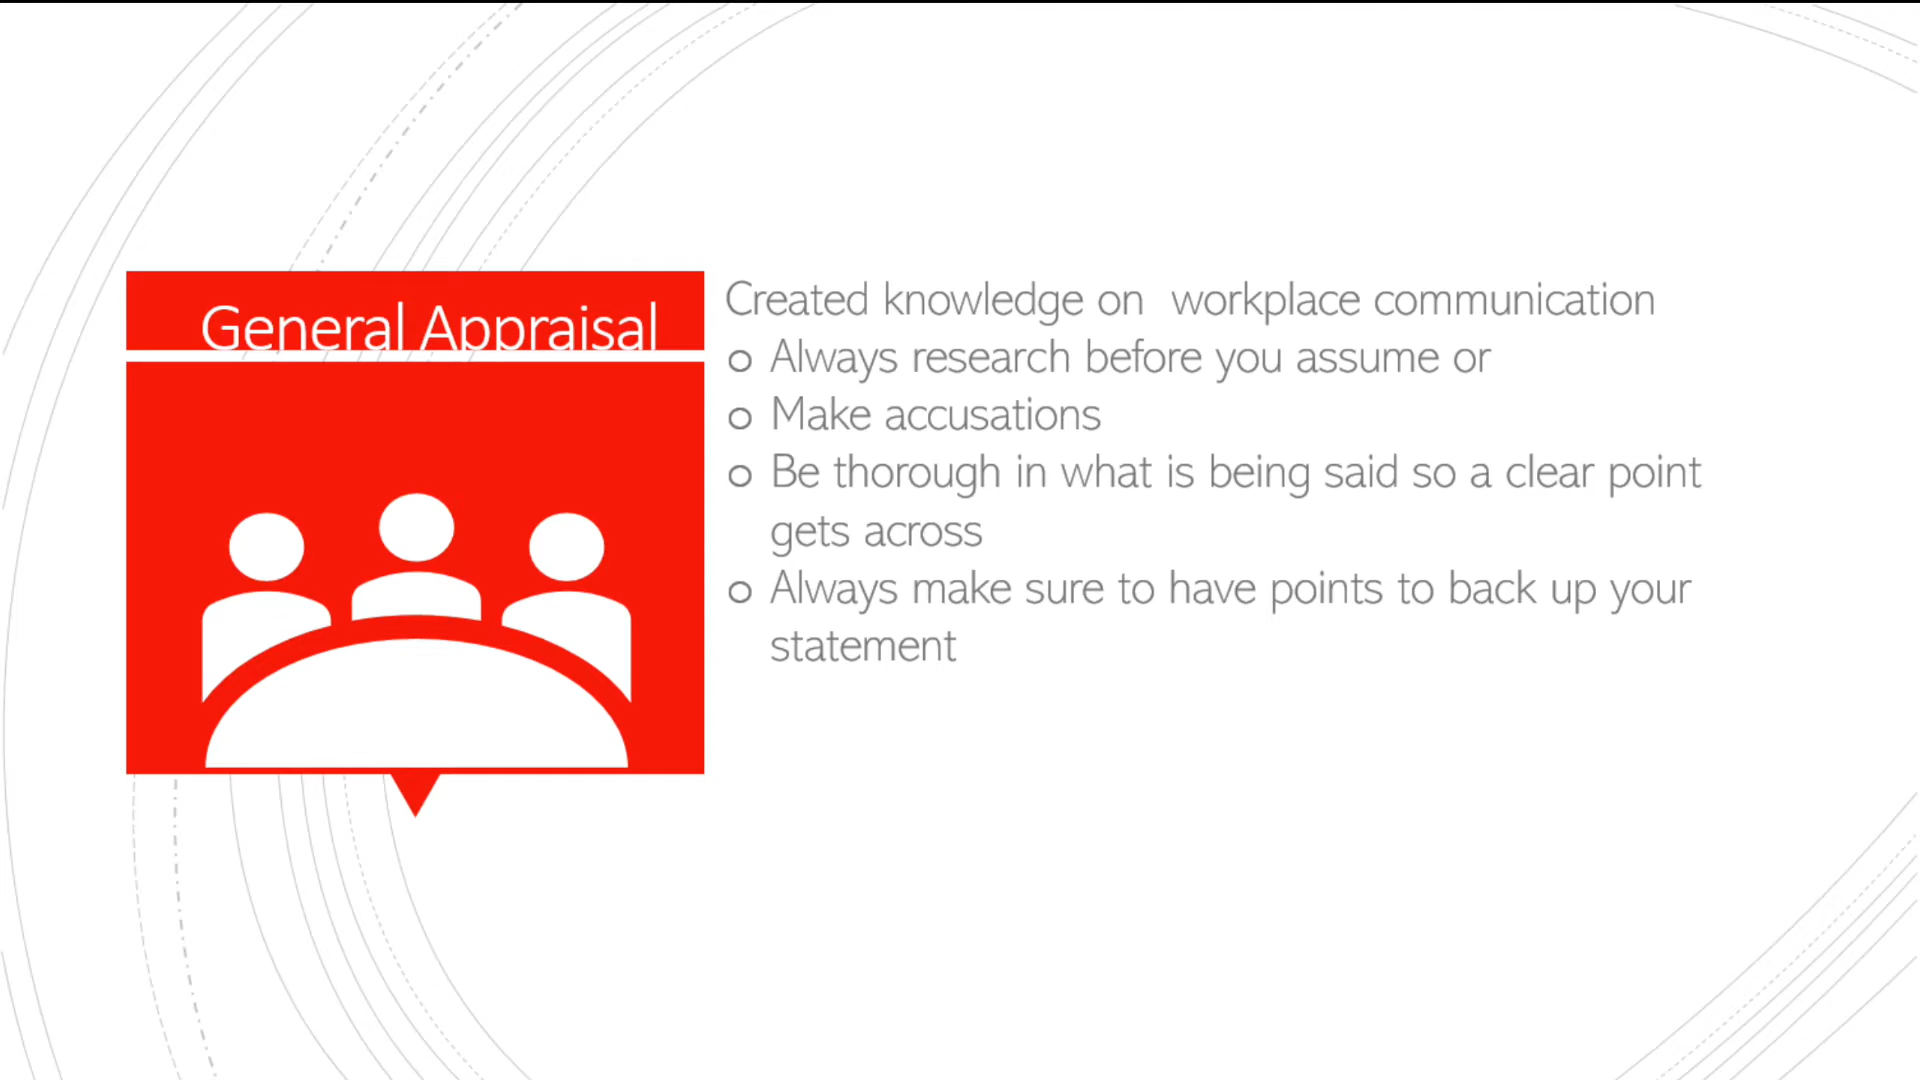 General Appraisal
Created knowledge on  workplace communication
o Always research before you assume or
o Make accusations
o Be thorough in what is being said so a clear point
gets across
o Always make sure to have points to back up your
statement